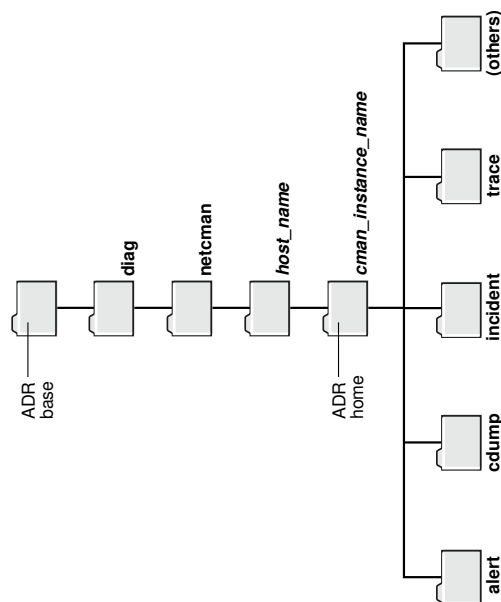 ADR
base
diag
netcman
host_name
ADR
home
cman_instance_name
alert
cdump
incident
trace
(others)